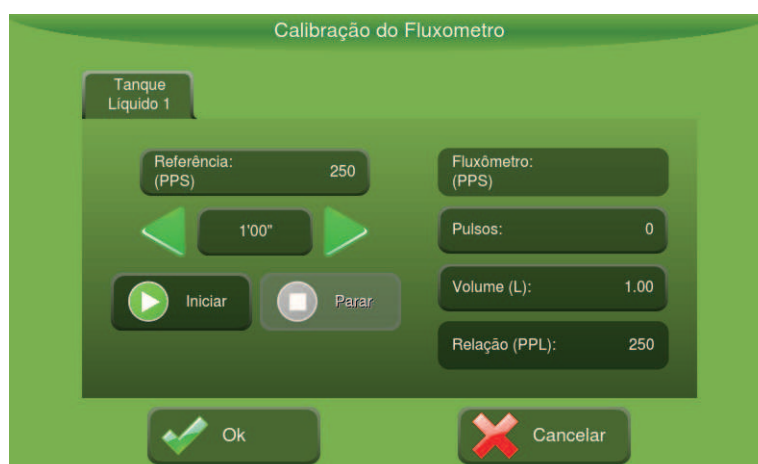 Calibração do Fluxometro
Tanque
Líquido 1
Referência:
(PPS)
250
1'00"
Iniciar
Parar
Fluxômetro:
(PPS)
Pulsos:
0
Volume (L):
1.00
Relação (PPL):
250
Ok
Cancelar